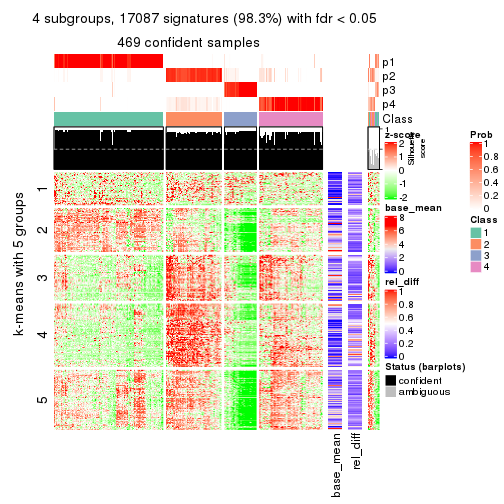 4 subgroups, 17087 signatures (98.3%) with fdr < 0.05
469 confident samples
p1
p2
p3
p4
Class
Silhouette
score
k-means with 5 groups
1
2
3
4
5
base_mean
rel_diff
z-score
2
1
0
-1
-2
base_mean
8
6
4
2
0
rel_diff
1
0.8
0.6
0.4
0.2
0
Status (barplots)
confident
ambiguous
Prob
1
0.8
0.6
0.4
0.2
0
Class
1
2
3
4